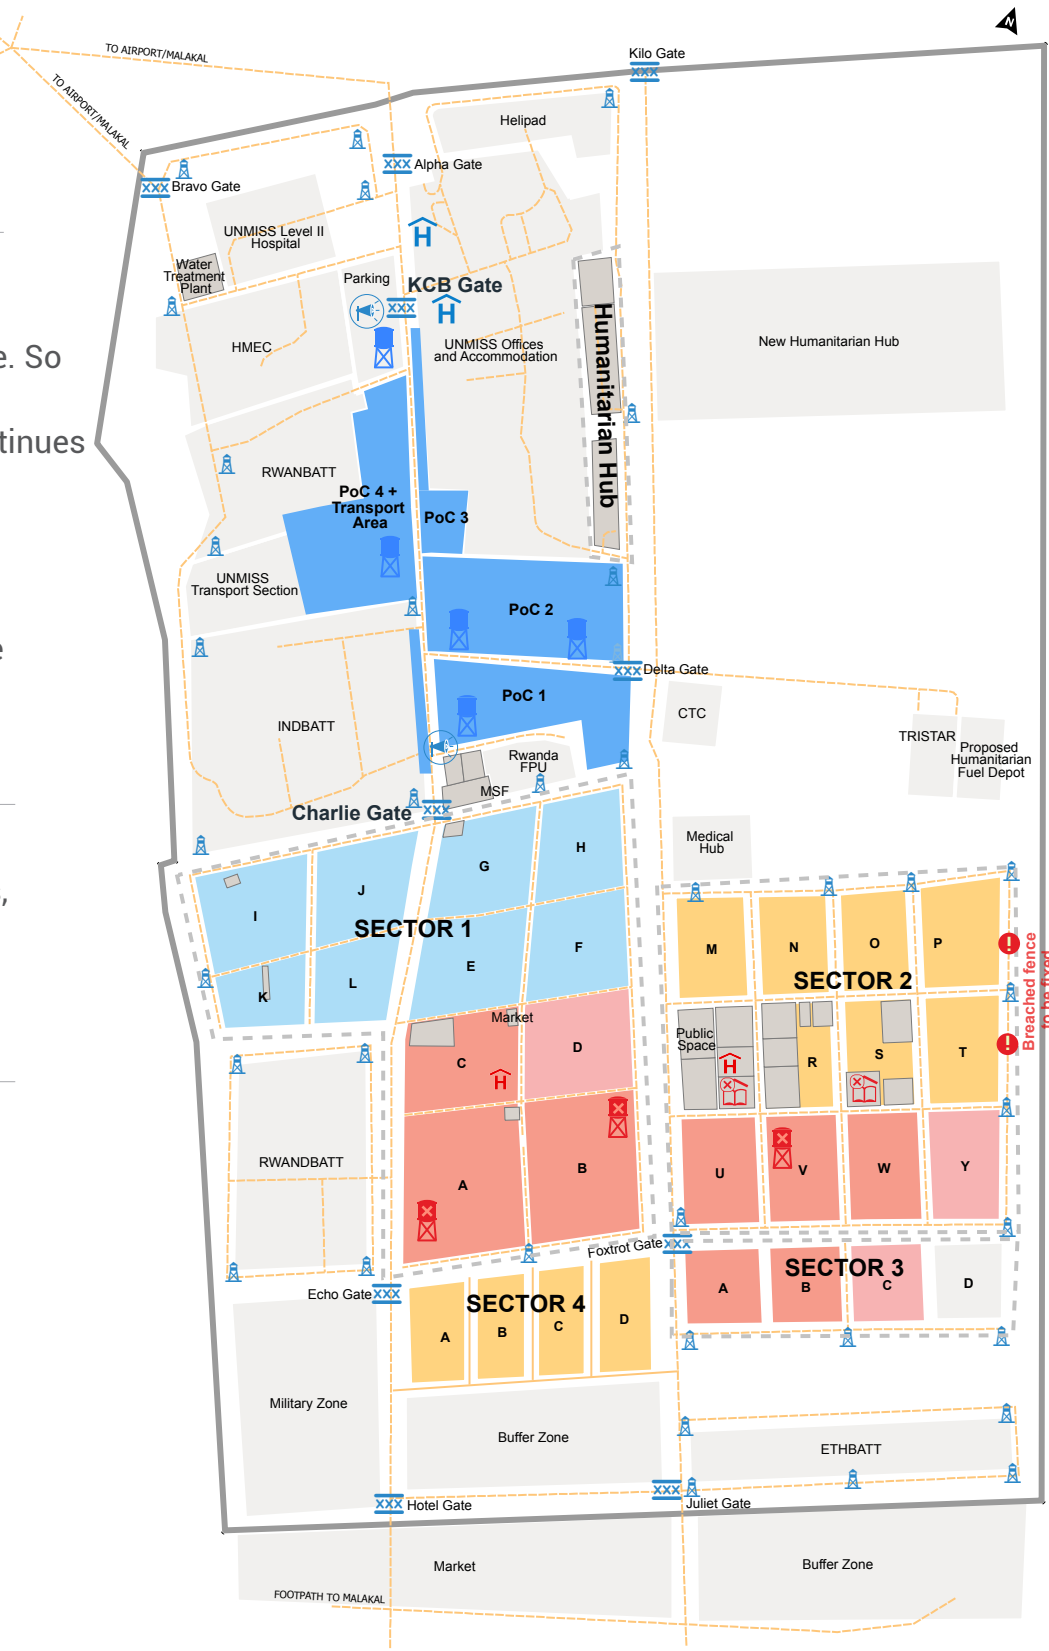 N
Kilo Gate
TO AIRPORT/MALAKAL
TO AIRPORT/MALAKAL
Helipad
Alpha Gate
Bravo Gate
UNMISS Level II
Hospital
Water
Treatment
Plant
Parking
KCB Gate
H
H
HMEC
UNMISS Offices
and Accommodation
Humanitarian Hub
New Humanitarian Hub
e. So
tinues
RWANBATT
PoC 4 +
Transport
Area
PoC 3
UNMISS
Transport Section
PoC 2
e
Delta Gate
PoC 1
CTC
INDBATT
TRISTAR
Proposed
Humanitarian
Fuel Depot
Rwanda
FPU
MSF
Charlie Gate
Medical
Hub
H
G
J
I
SECTOR 1
F
E
L
K
M
N
O
P
SECTOR 2
Breached fence
to be fixed
Market
C
D
H
Public
Space
H
R
S
T
A
B
RWANDBATT
U
V
W
Y
Foxtrot Gate
SECTOR 3
A
B
C
D
Echo Gate
SECTOR 4
A
B
C
D
Military Zone
Buffer Zone
ETHBATT
Hotel Gate
Juliet Gate
Market
Buffer Zone
FOOTPATH TO MALAKAL